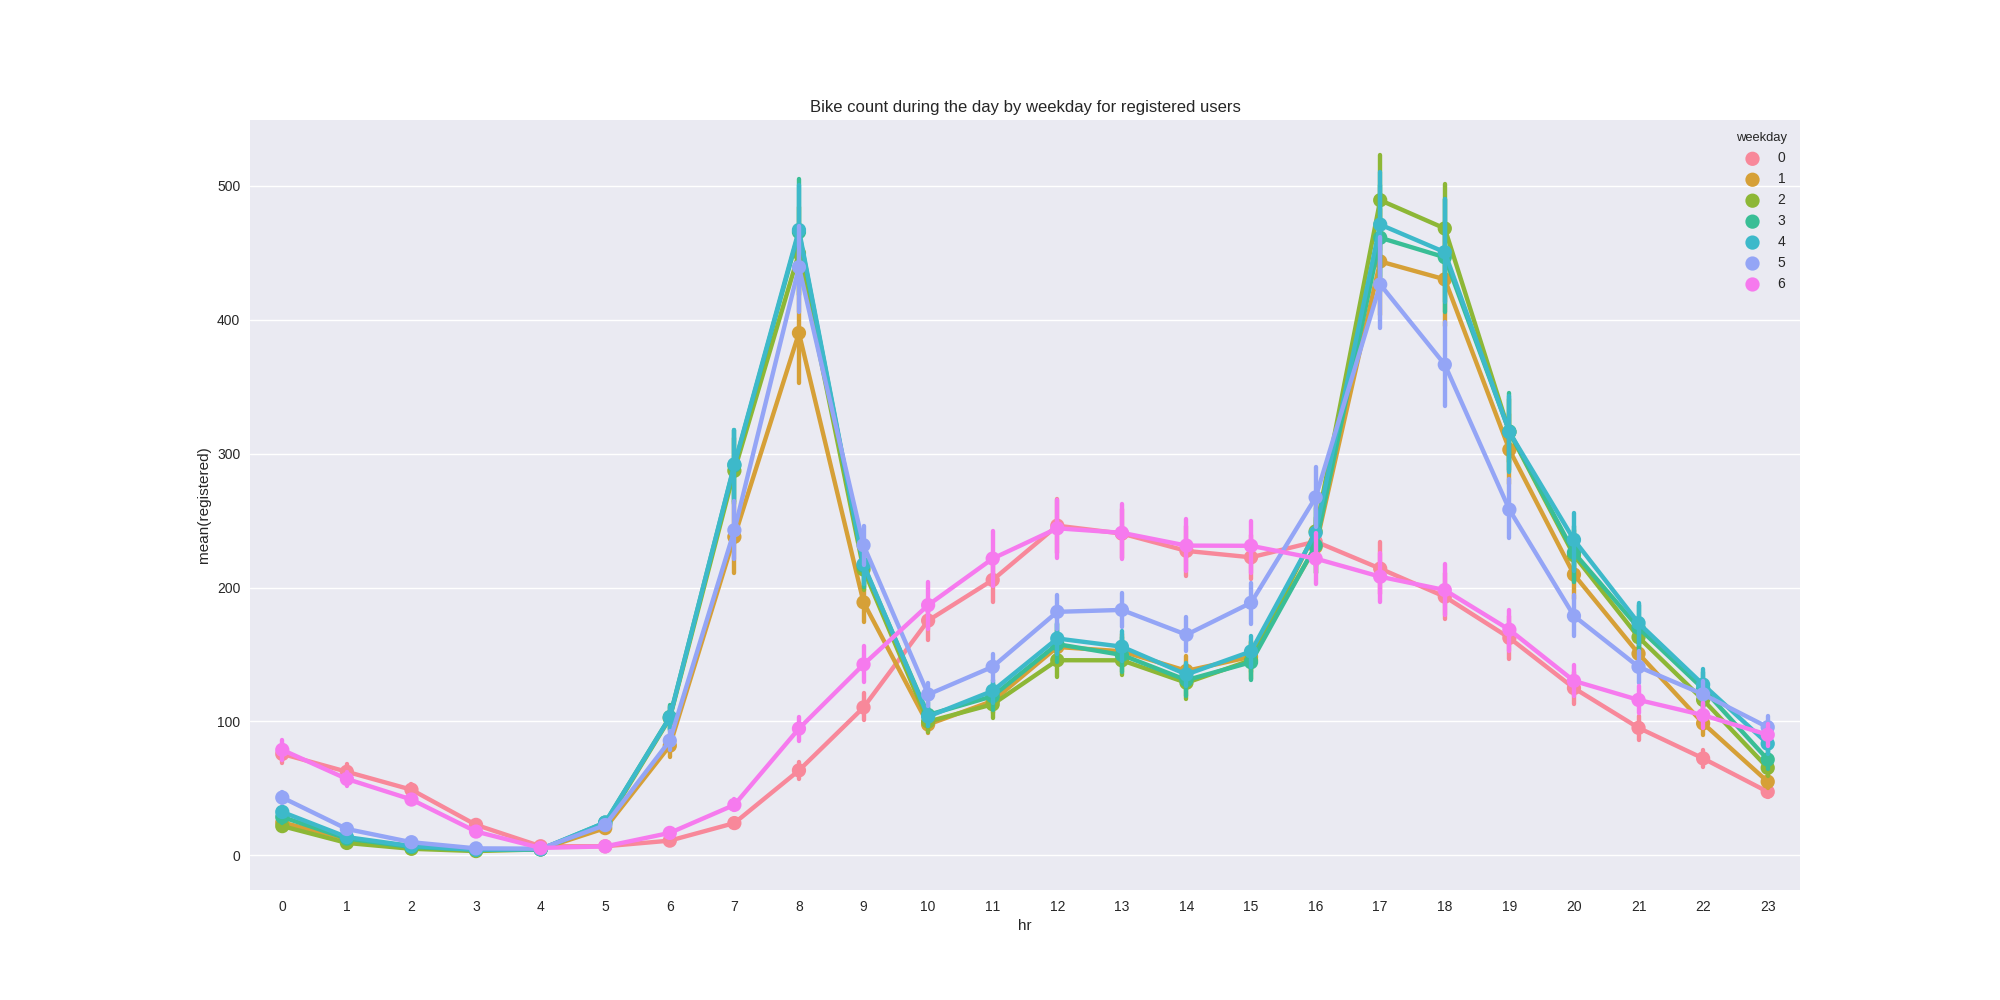 Bike count during the day by weekday for registered users
weekday
0
1
2
3
4
5
6
mean(registered)
500
400
300
200
100
0
0 1 2 3 4 5 6 7 8 9 10 11 12 13 14 15 16 17 18 19 20 21 22 23
hr